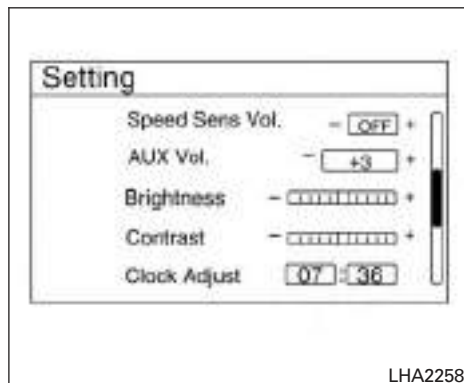 Setting
Speed Sens Vol. - OFF +
AUX Vol. - +3 +
Brightness - +
Contrast - +
Clock Adjust 07 : 36
LHA2258